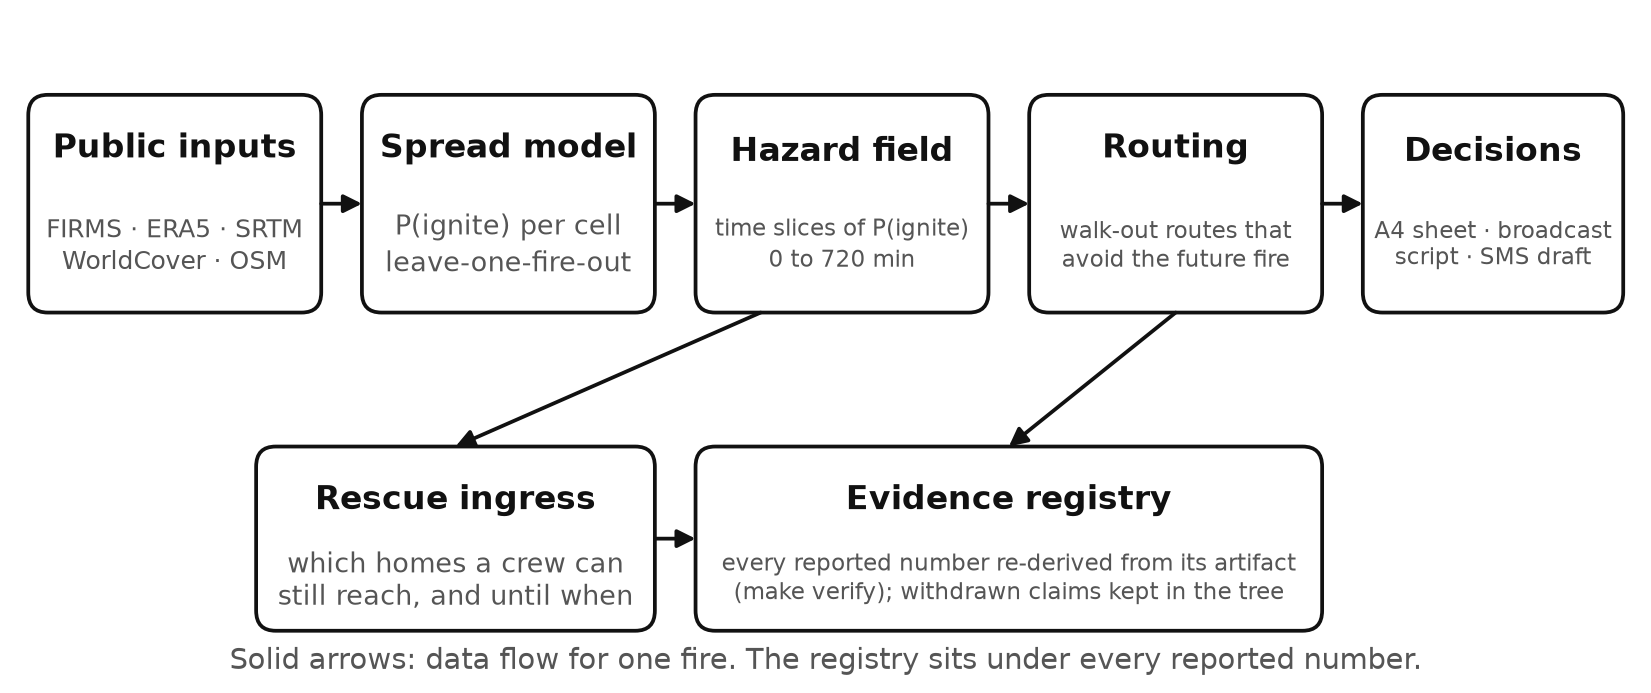 Public inputs
FIRMS · ERA5 · SRTM
WorldCover · OSM
Spread model
P(ignite) per cell
leave-one-fire-out
Hazard field
time slices of P(ignite)
0 to 720 min
Routing
walk-out routes that
avoid the future fire
Decisions
A4 sheet · broadcast
script · SMS draft
Rescue ingress
which homes a crew can
still reach, and until when
Evidence registry
every reported number re-derived from its artifact
(make verify); withdrawn claims kept in the tree
Solid arrows: data flow for one fire. The registry sits under every reported number.